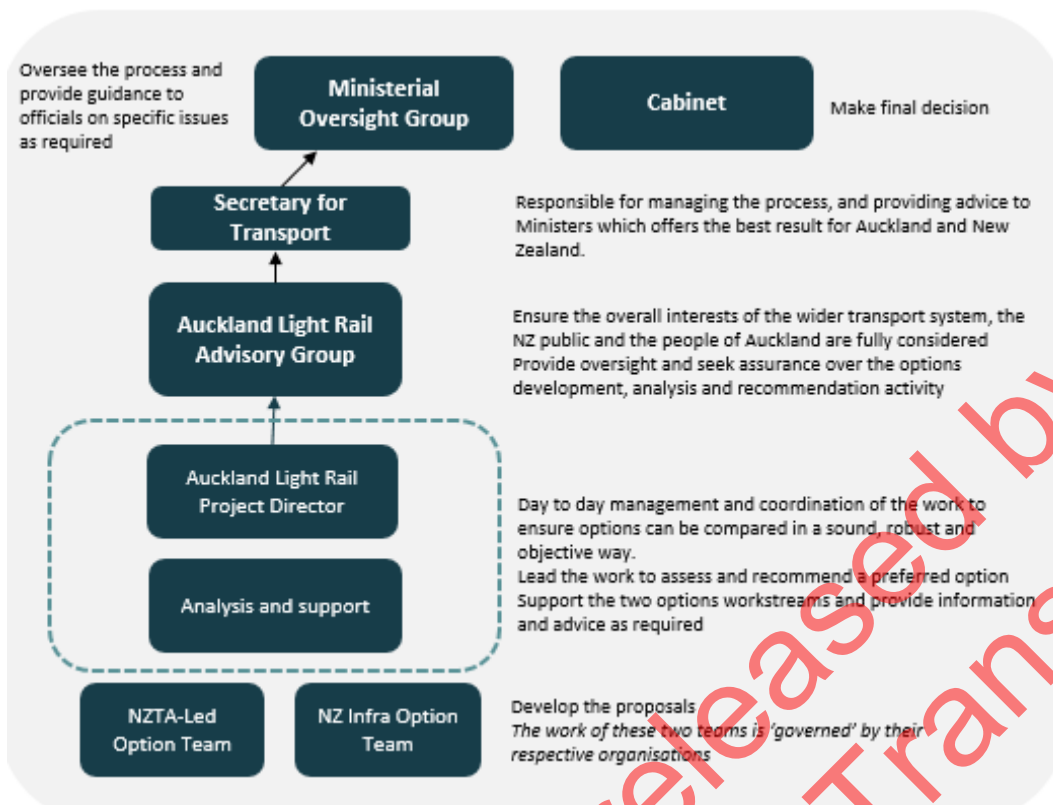 Oversee the process and
provide guidance to
officials on specific issues
as required
Ministerial
Oversight Group
Cabinet
Make final decision
Secretary for
Transport
Responsible for managing the process, and providing advice to
Ministers which offers the best result for Auckland and New
Zealand.
Auckland Light Rail
Advisory Group
Ensure the overall interests of the wider transport system, the
NZ public and the people of Auckland are fully considered
Provide oversight and seek assurance over the options
development, analysis and recommendation activity
Auckland Light Rail
Project Director
Analysis and support
Day to day management and coordination of the work to
ensure options can be compared in a sound, robust and
objective way.
Lead the work to assess and recommend a preferred option
Support the two options workstreams and provide information
and advice as required
NZTA-Led
Option Team
NZ Infra Option
Team
Develop the proposals
The work of these two teams is 'governed' by their
respective organisations
released by
Trans